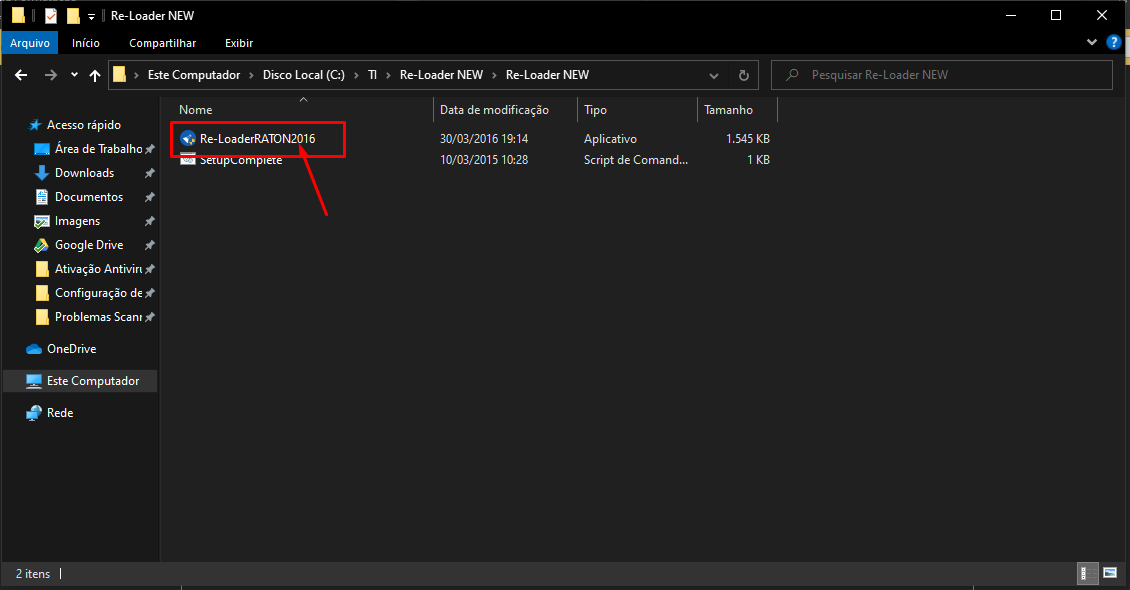 Re-Loader NEW
Arquivo Início Compartilhar Exibir
Este Computador Disco Local (C:) TI Re-Loader NEW Re-Loader NEW
Pesquisar Re-Loader NEW
Nome Data de modificação Tipo Tamanho
Re-LoaderRATON2016 30/03/2016 19:14 Aplicativo 1.545 KB
SetupComplete 10/03/2015 10:28 Script de Comand... 1 KB
Acesso rápido
Área de Trabalho
Downloads
Documentos
Imagens
Google Drive
Ativação Antiviru
Configuração de
Problemas Scann
OneDrive
Este Computador
Rede
2 itens